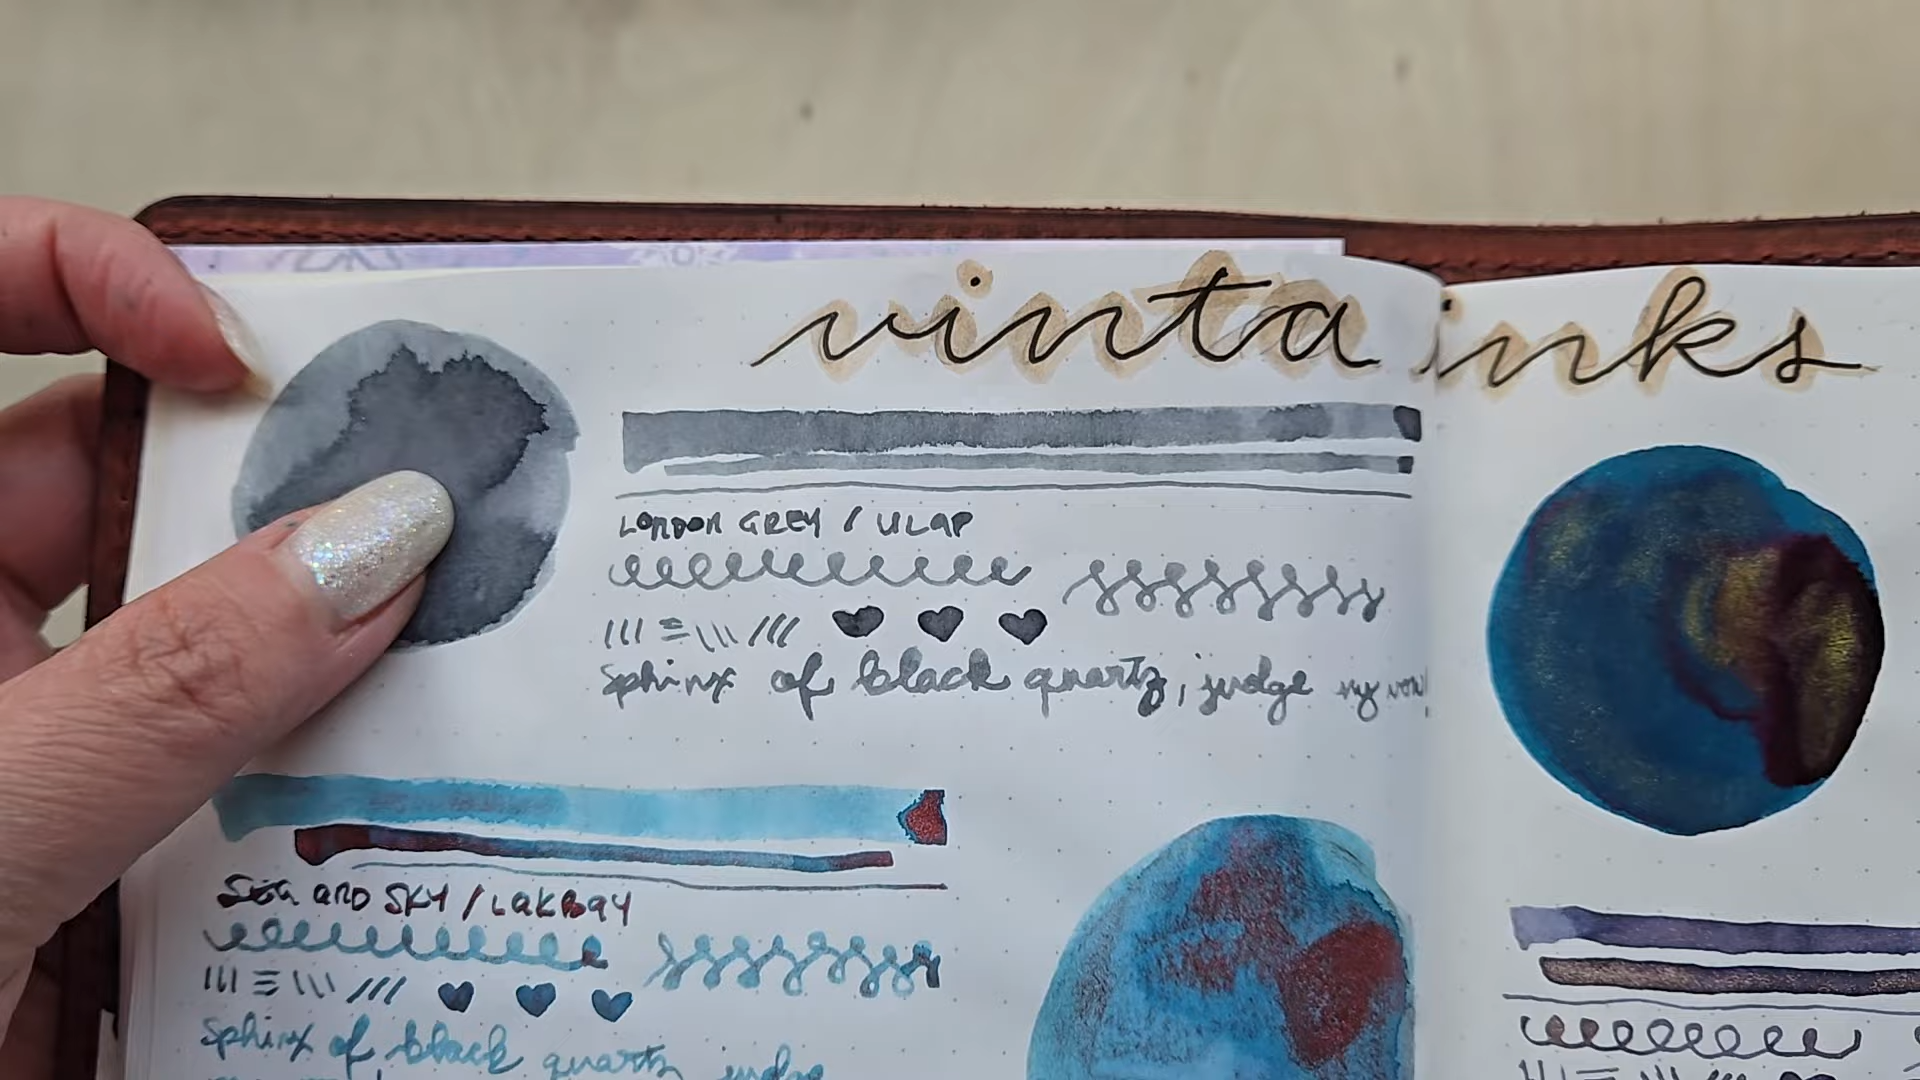 vinta inks
LONDON GREY / ULAP
sphinx of black quartz, judge my vow
SEA AND SKY / LAKBAY
sphinx of black quartz, judge